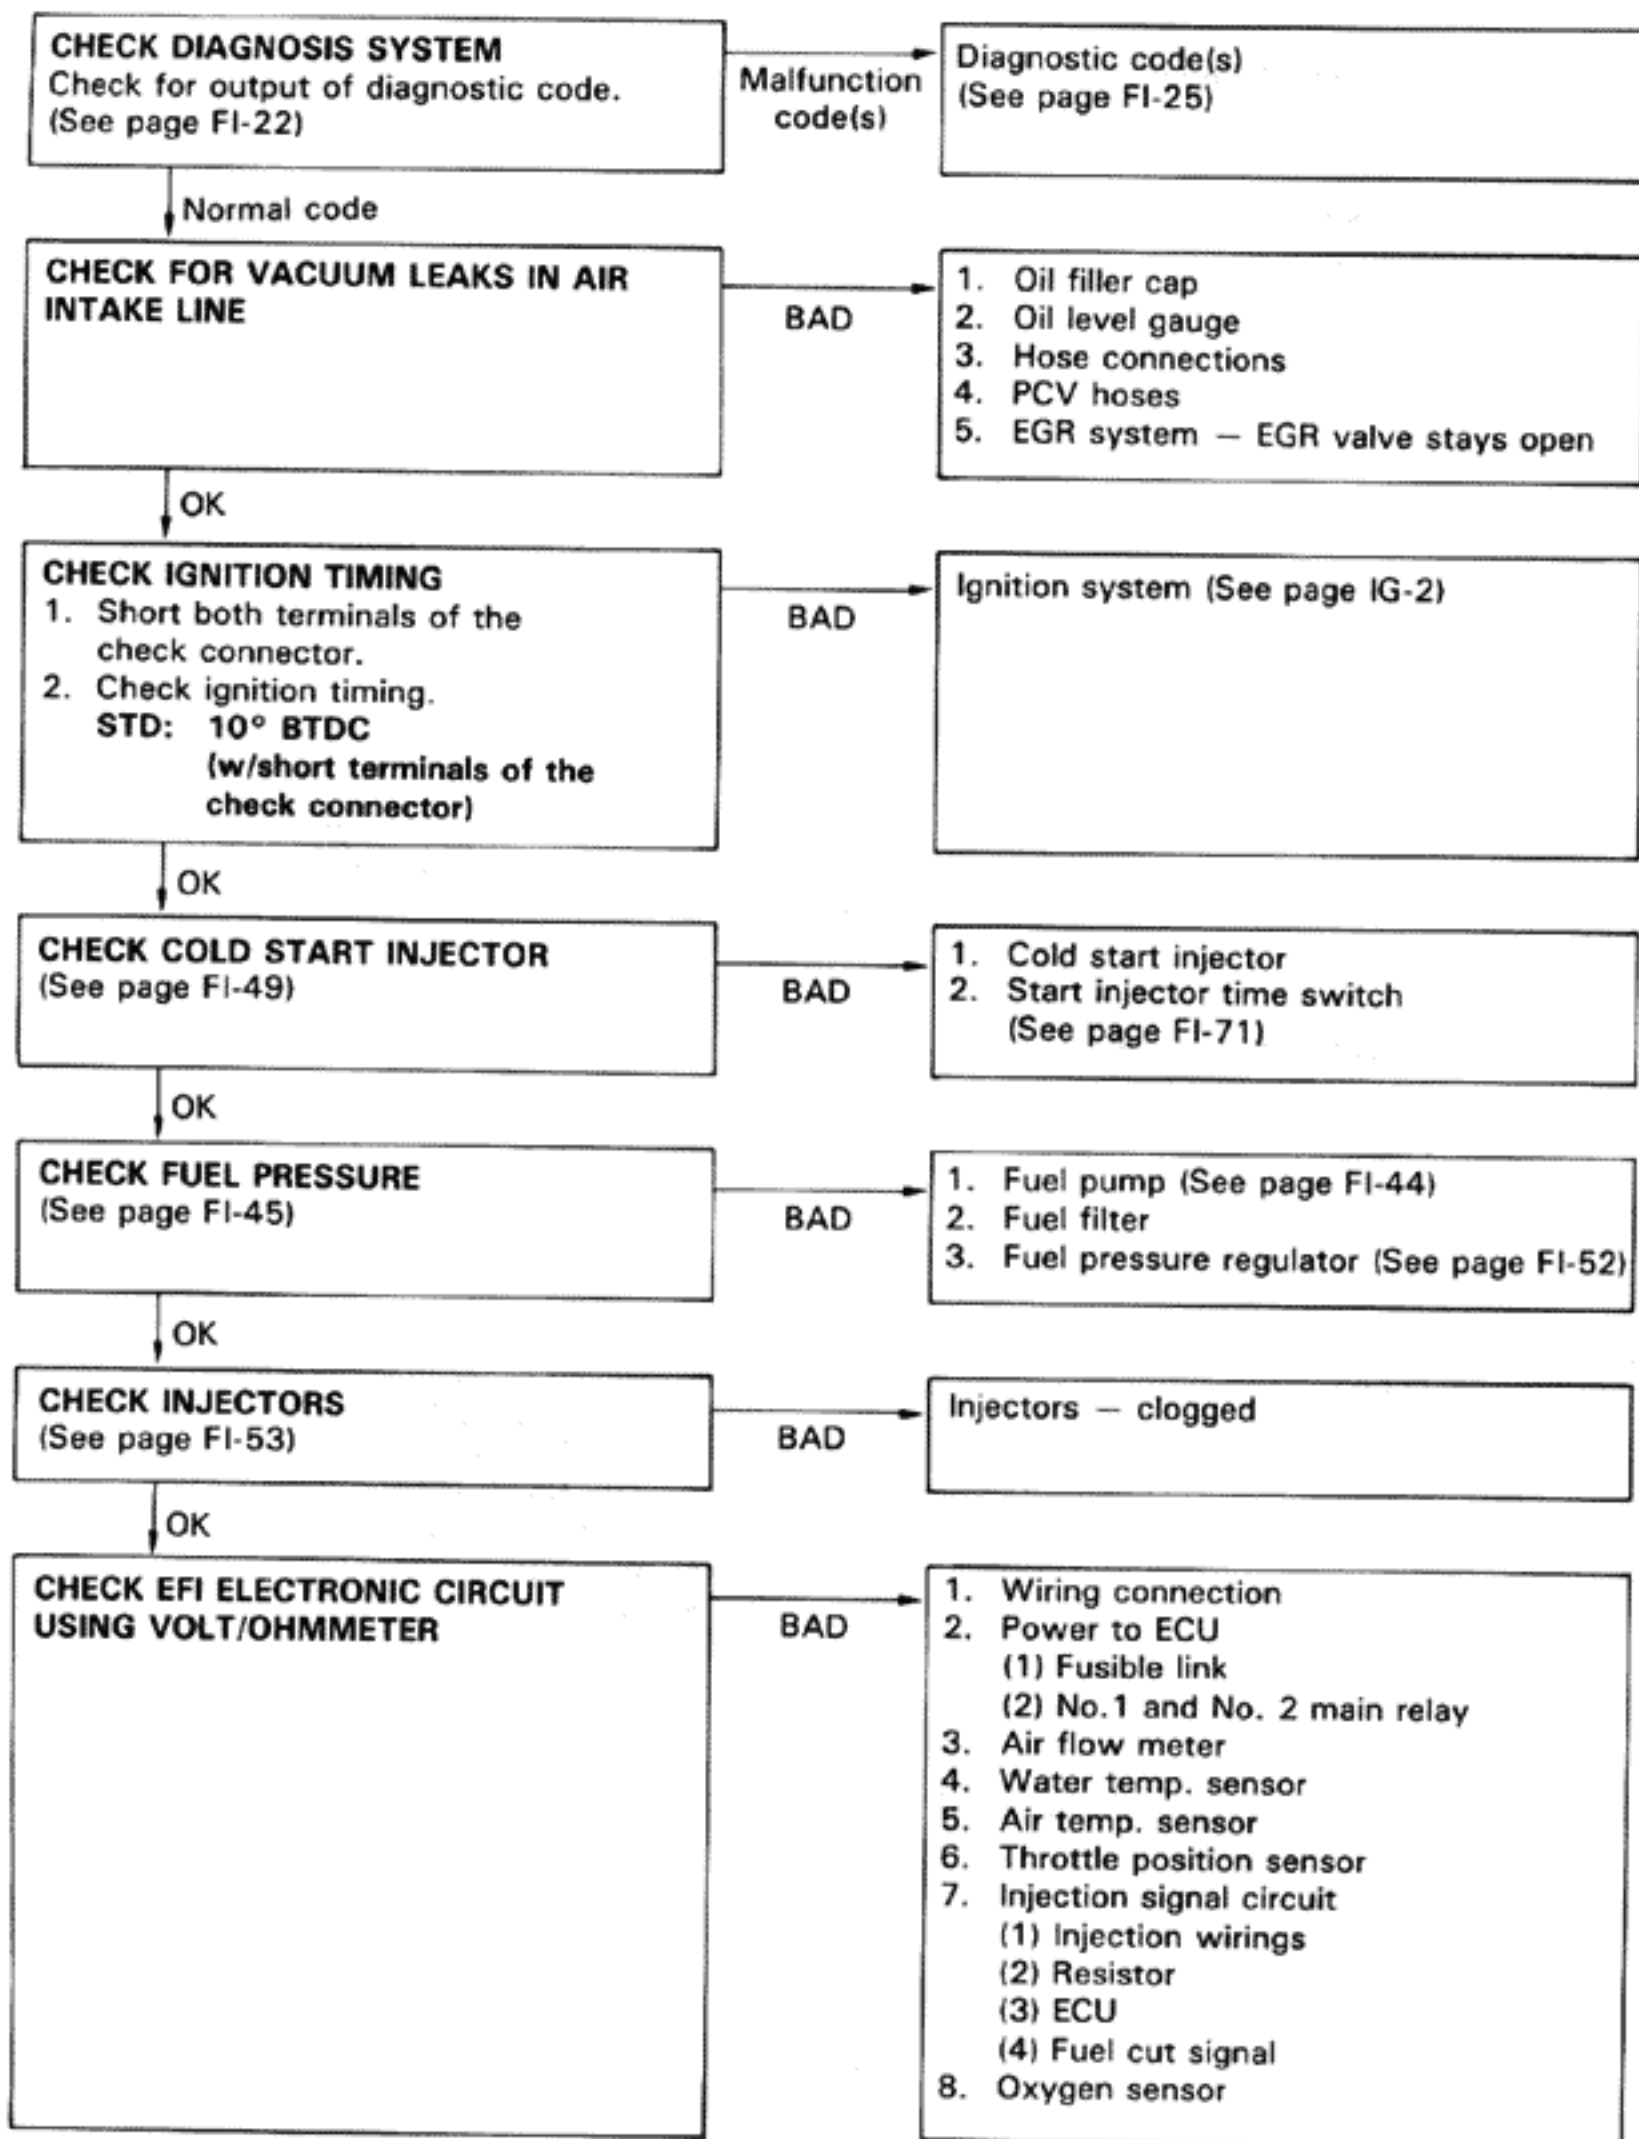 CHECK DIAGNOSIS SYSTEM
Check for output of diagnostic code.
(See page FI-22)
Malfunction
code(s)
Diagnostic code(s)
(See page FI-25)
Normal code
CHECK FOR VACUUM LEAKS IN AIR
INTAKE LINE
BAD
1. Oil filler cap
2. Oil level gauge
3. Hose connections
4. PCV hoses
5. EGR system — EGR valve stays open
OK
CHECK IGNITION TIMING
1. Short both terminals of the
check connector.
2. Check ignition timing.
STD: 10° BTDC
(w/short terminals of the
check connector)
BAD
Ignition system (See page IG-2)
OK
CHECK COLD START INJECTOR
(See page FI-49)
BAD
1. Cold start injector
2. Start injector time switch
(See page FI-71)
OK
CHECK FUEL PRESSURE
(See page FI-45)
BAD
1. Fuel pump (See page FI-44)
2. Fuel filter
3. Fuel pressure regulator (See page FI-52)
OK
CHECK INJECTORS
(See page FI-53)
BAD
Injectors — clogged
OK
CHECK EFI ELECTRONIC CIRCUIT
USING VOLT/OHMMETER
BAD
1. Wiring connection
2. Power to ECU
(1) Fusible link
(2) No.1 and No. 2 main relay
3. Air flow meter
4. Water temp. sensor
5. Air temp. sensor
6. Throttle position sensor
7. Injection signal circuit
(1) Injection wirings
(2) Resistor
(3) ECU
(4) Fuel cut signal
8. Oxygen sensor